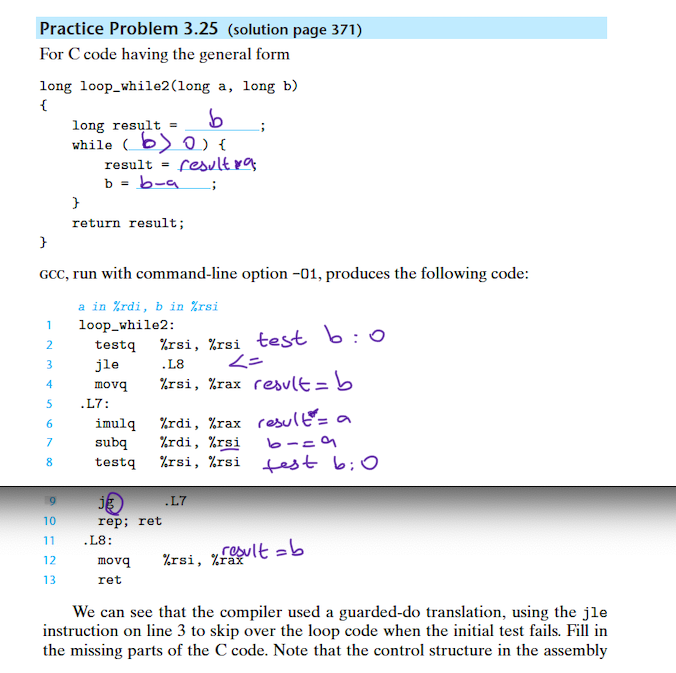 Practice Problem 3.25 (solution page 371)
For C code having the general form
long loop_while2(long a, long b)
{
long result = b ;
while ( b > 0 ) {
result = result*a;
b = b-a ;
}
return result;
}
GCC, run with command-line option -O1, produces the following code:
a in %rdi, b in %rsi
1 loop_while2:
2 testq %rsi, %rsi test b : 0
3 jle .L8 <=
4 movq %rsi, %rax result = b
5 .L7:
6 imulq %rdi, %rax result *= a
7 subq %rdi, %rsi b -= a
8 testq %rsi, %rsi test b : 0
9 jg .L7
10 rep; ret
11 .L8:
12 movq %rsi, %rax result = b
13 ret
We can see that the compiler used a guarded-do translation, using the jle
instruction on line 3 to skip over the loop code when the initial test fails. Fill in
the missing parts of the C code. Note that the control structure in the assembly